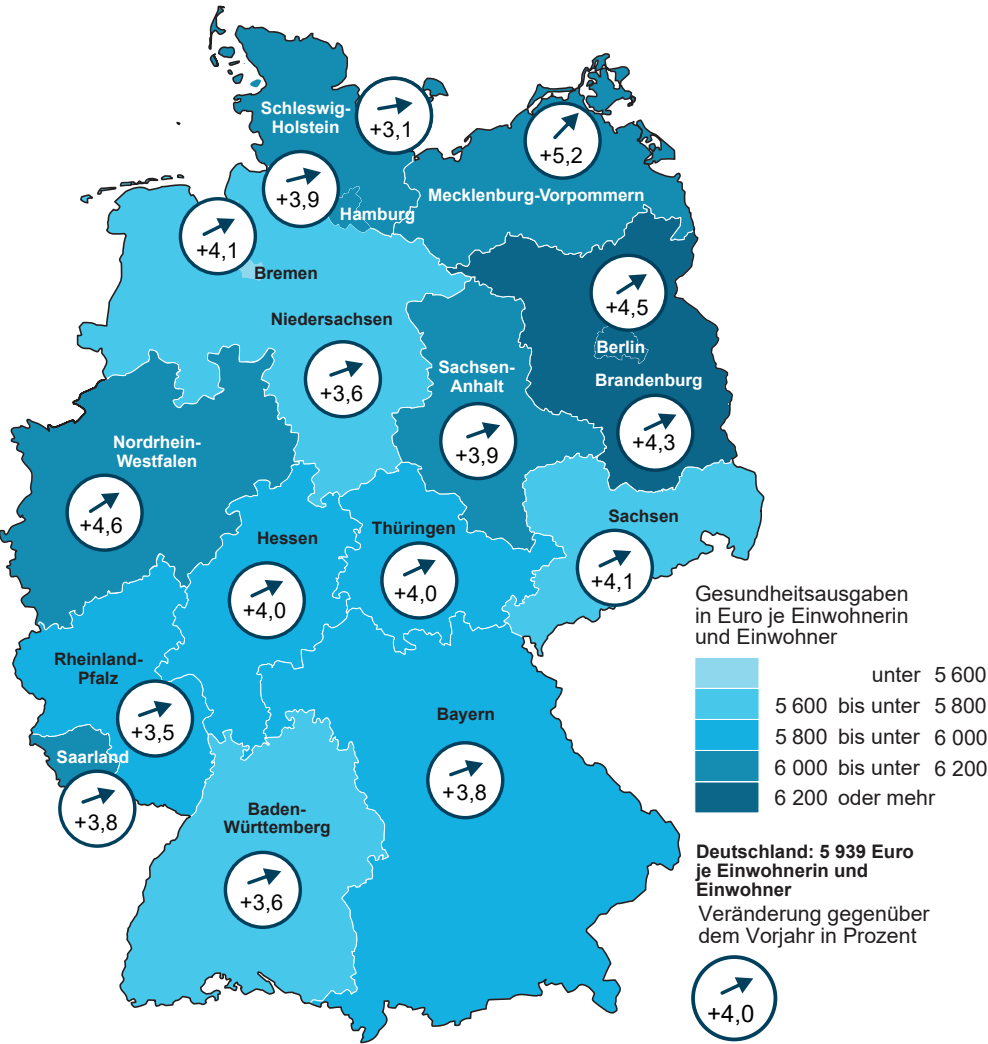 Schleswig-
Holstein
+3,1
+5,2
+3,9
Mecklenburg-Vorpommern
Hamburg
+4,1
Bremen
+4,5
Niedersachsen
Berlin
+3,6
Sachsen-
Anhalt
Brandenburg
+4,3
+3,9
Nordrhein-
Westfalen
+4,6
Hessen
Thüringen
Sachsen
+4,0
+4,0
+4,1
Rheinland-
Pfalz
+3,5
Bayern
Saarland
+3,8
+3,8
Baden-
Württemberg
+3,6
Gesundheitsausgaben
in Euro je Einwohnerin
und Einwohner
unter 5 600
5 600 bis unter 5 800
5 800 bis unter 6 000
6 000 bis unter 6 200
6 200 oder mehr
Deutschland: 5 939 Euro
je Einwohnerin und
Einwohner
Veränderung gegenüber
dem Vorjahr in Prozent
+4,0